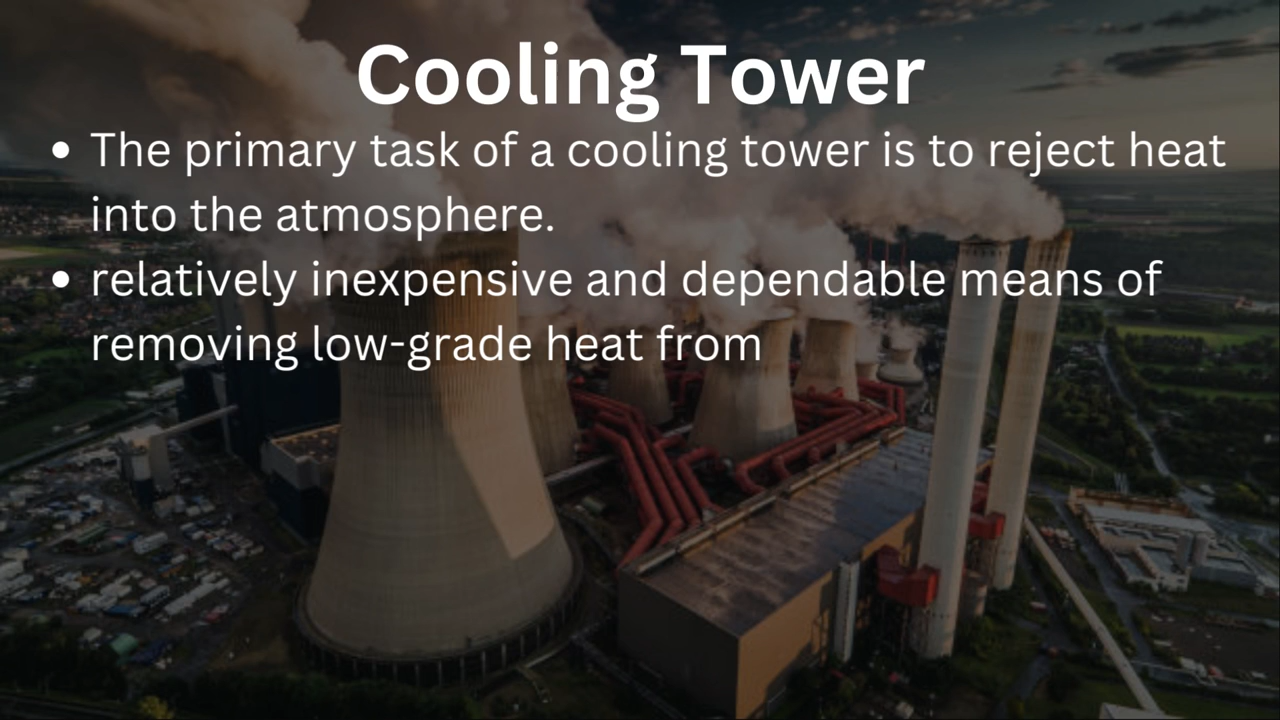 Cooling Tower
• The primary task of a cooling tower is to reject heat
into the atmosphere.
• relatively inexpensive and dependable means of
removing low-grade heat from